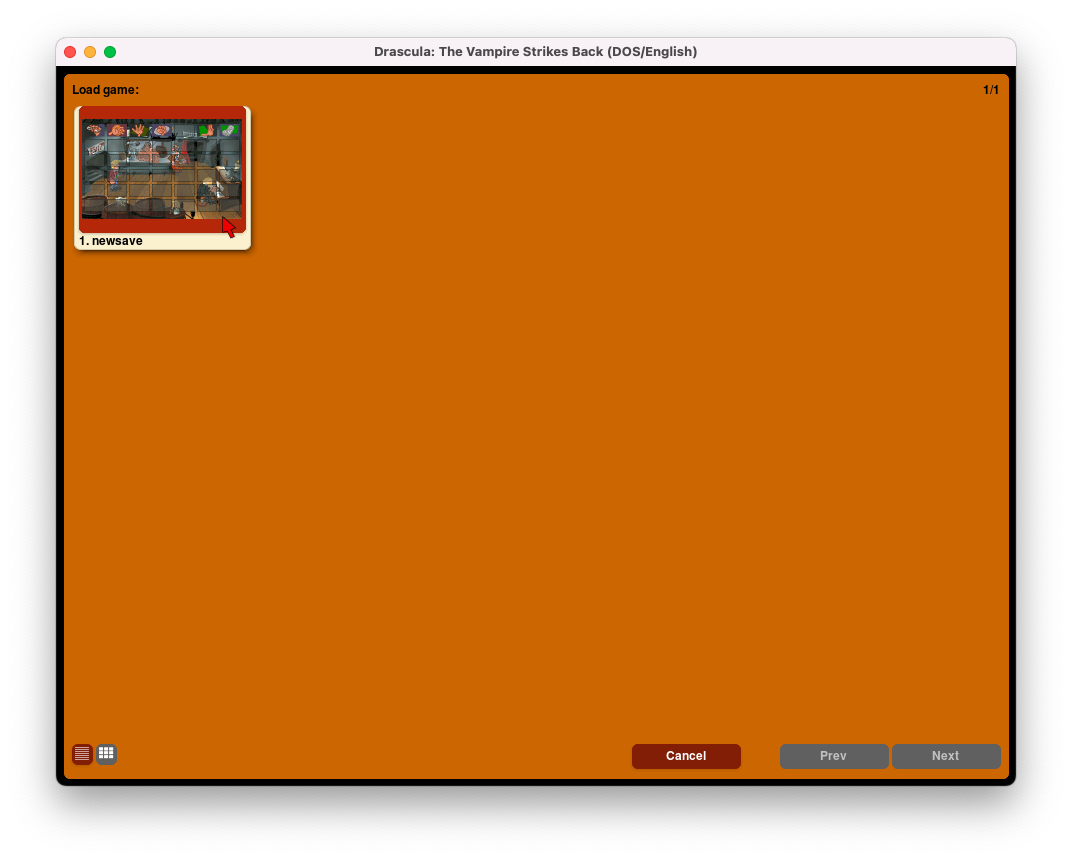 Drascula: The Vampire Strikes Back (DOS/English)
Load game:
1/1
1. newsave
Cancel
Prev
Next